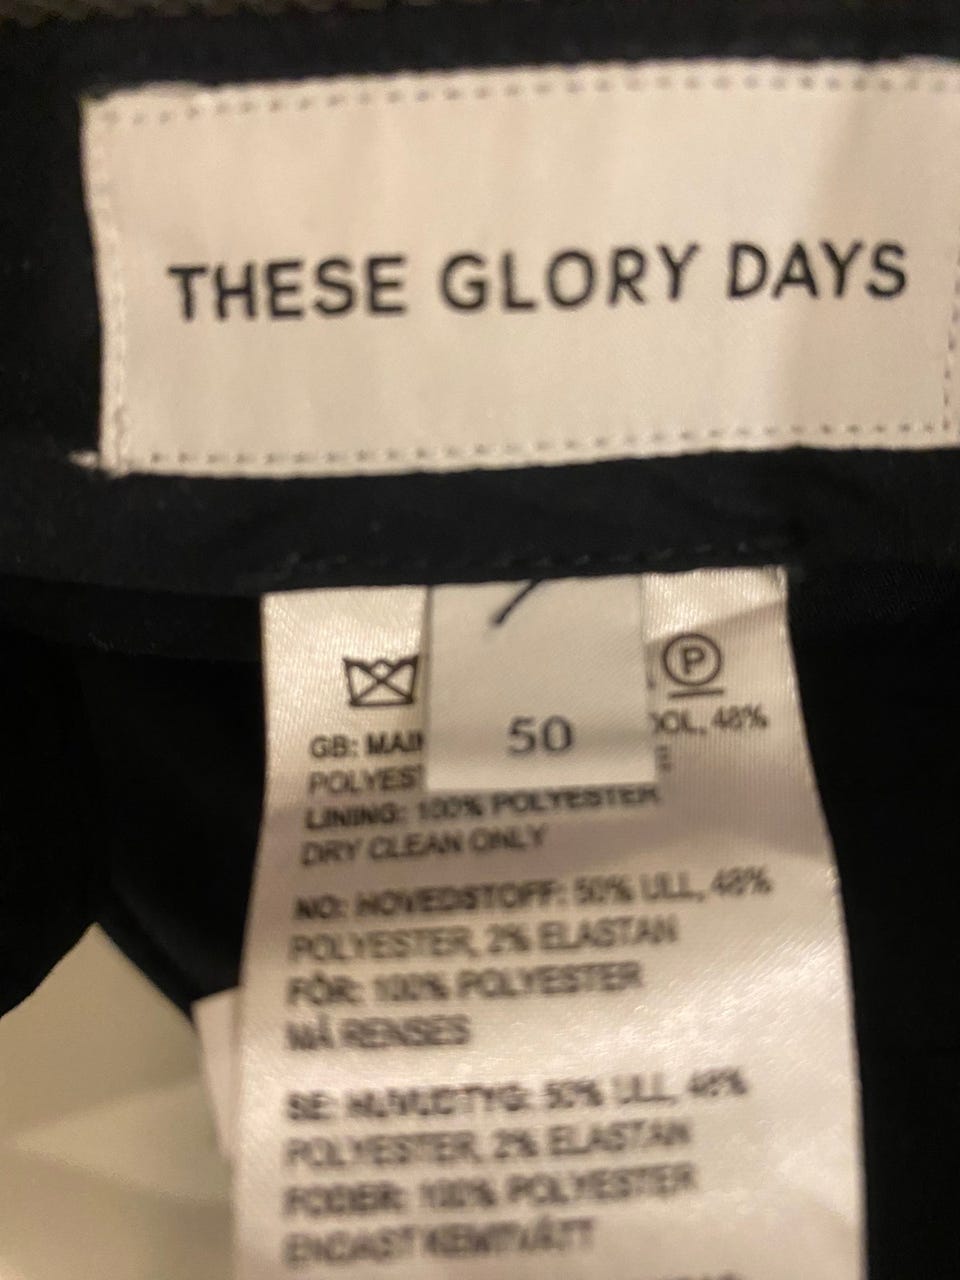 THESE GLORY DAYS
P
50
GB: MAIN
OOL, 48%
POLYEST
LINING: 100% POLYESTER
DRY CLEAN ONLY
NO: HOVEDSTOFF: 50% ULL, 48%
POLYESTER, 2% ELASTAN
FÔR: 100% POLYESTER
MÅ RENSES
SE: HUVUDTYG: 50% ULL, 48%
POLYESTER, 2% ELASTAN
FODER: 100% POLYESTER
ENDAST KEMTVÄTT